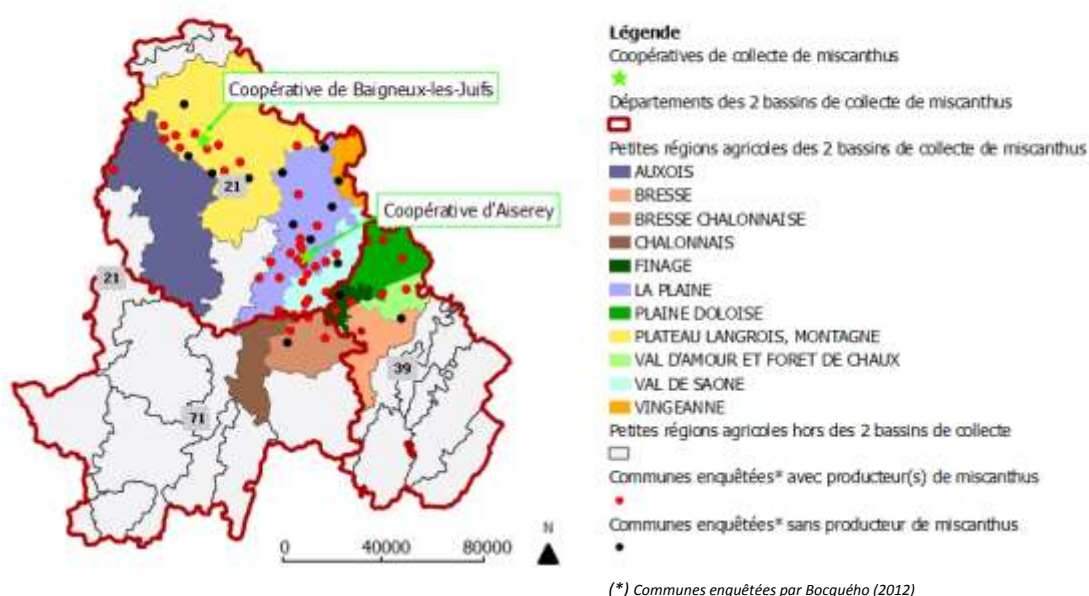 Coopérative de Baigneux-les-Juifs
21
Coopérative d'Aiserey
21
39
71
0 40000 80000
N
Légende
Coopératives de collecte de miscanthus
Départements des 2 bassins de collecte de miscanthus
Petites régions agricoles des 2 bassins de collecte de miscanthus
AUXOIS
BRESSE
BRESSE CHALONNAISE
CHALONNAIS
FINAGE
LA PLAINE
PLAINE DOLOISE
PLATEAU LANGROIS, MONTAGNE
VAL D'AMOUR ET FORET DE CHAUX
VAL DE SAONE
VINGEANNE
Petites régions agricoles hors des 2 bassins de collecte
Communes enquêtées* avec producteur(s) de miscanthus
Communes enquêtées* sans producteur de miscanthus
(*) Communes enquêtées par Bocquého (2012)